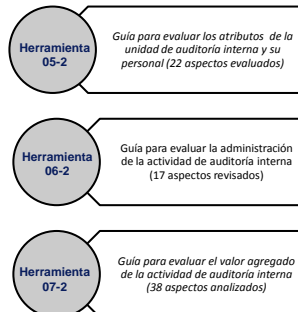 Herramienta
05-2
Guía para evaluar los atributos de la
unidad de auditoría interna y su
personal (22 aspectos evaluados)
Herramienta
06-2
Guía para evaluar la administración
de la actividad de auditoría interna
(17 aspectos revisados)
Herramienta
07-2
Guía para evaluar el valor agregado
de la actividad de auditoría interna
(38 aspectos analizados)